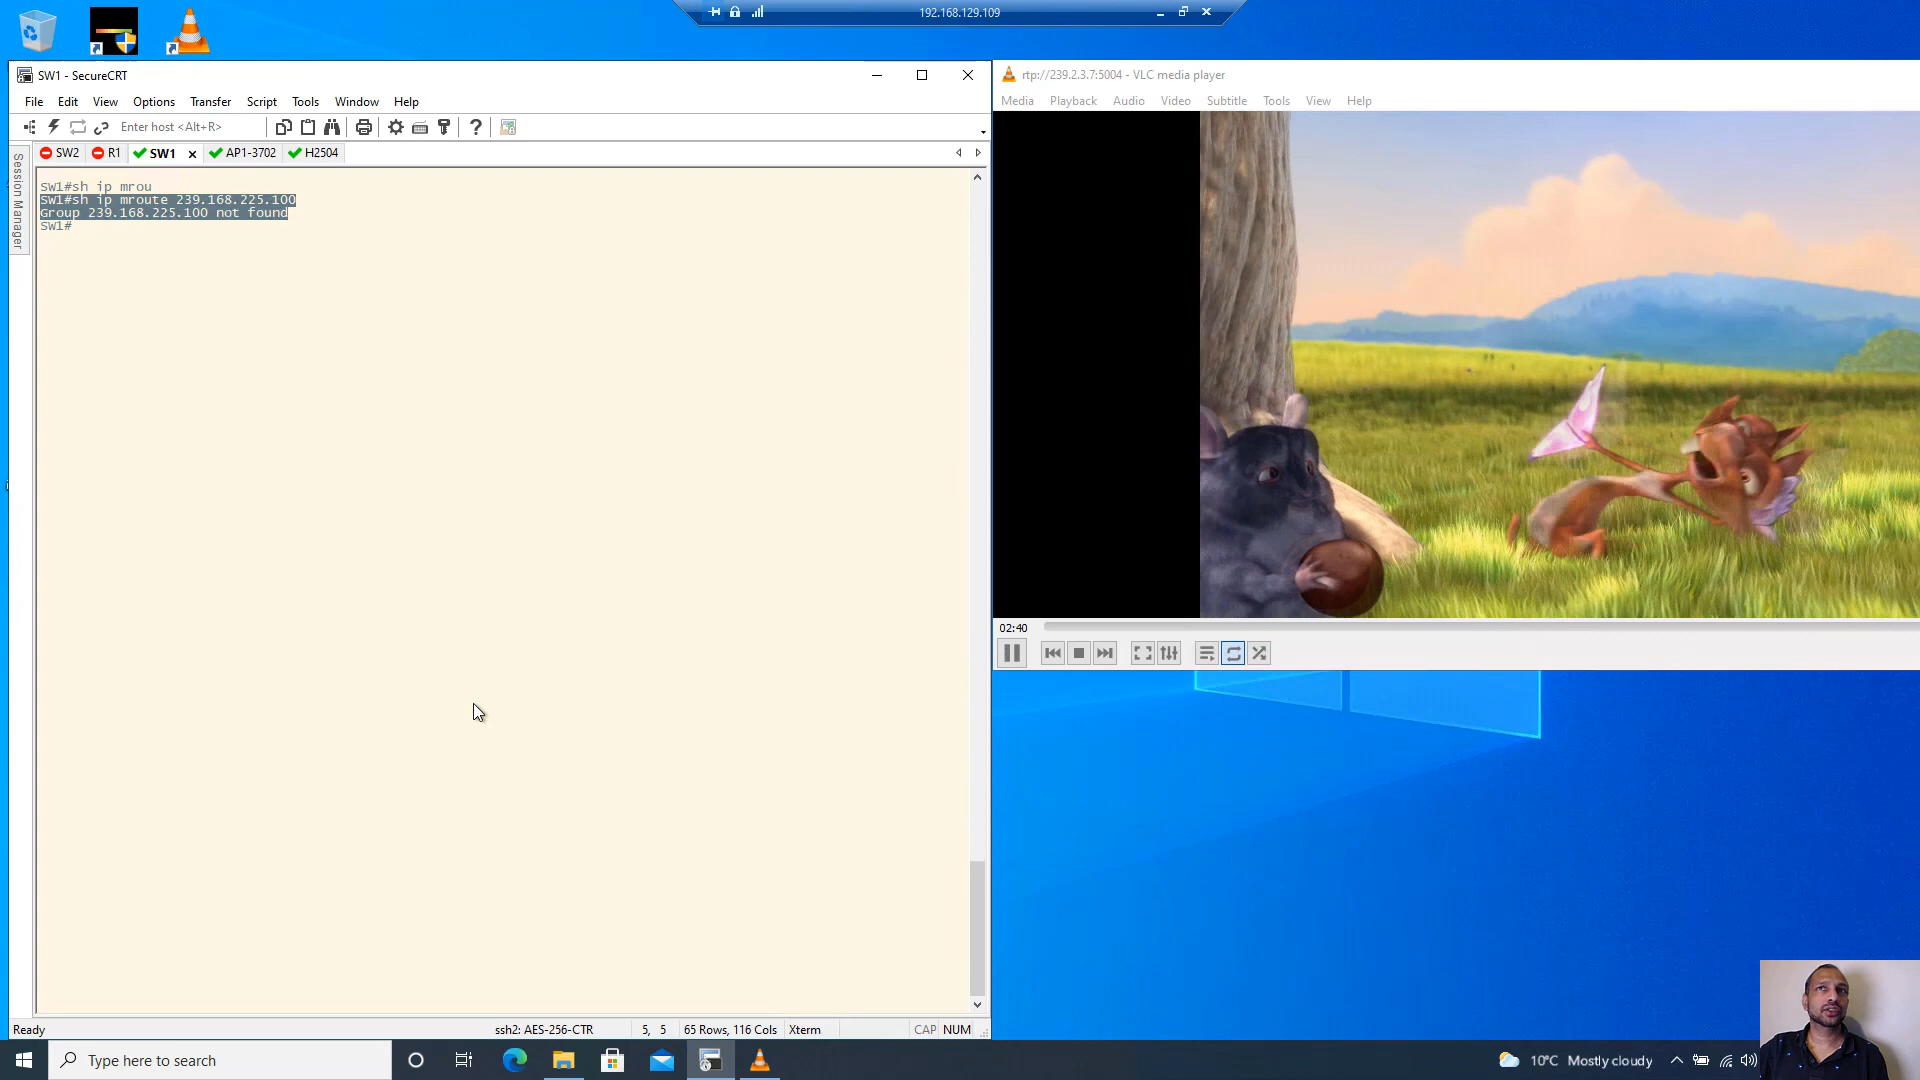 192.168.129.109
SW1 - SecureCRT
File Edit View Options Transfer Script Tools Window Help
Enter host <Alt+R>
SW2 R1 SW1 AP1-3702 H2504
Session Manager
SW1#sh ip mrou
SW1#sh ip mroute 239.168.225.100
Group 239.168.225.100 not found
SW1#
Ready ssh2: AES-256-CTR 5, 5 65 Rows, 116 Cols Xterm CAP NUM
rtp://239.2.3.7:5004 - VLC media player
Media Playback Audio Video Subtitle Tools View Help
02:40
Type here to search
10°C Mostly cloudy